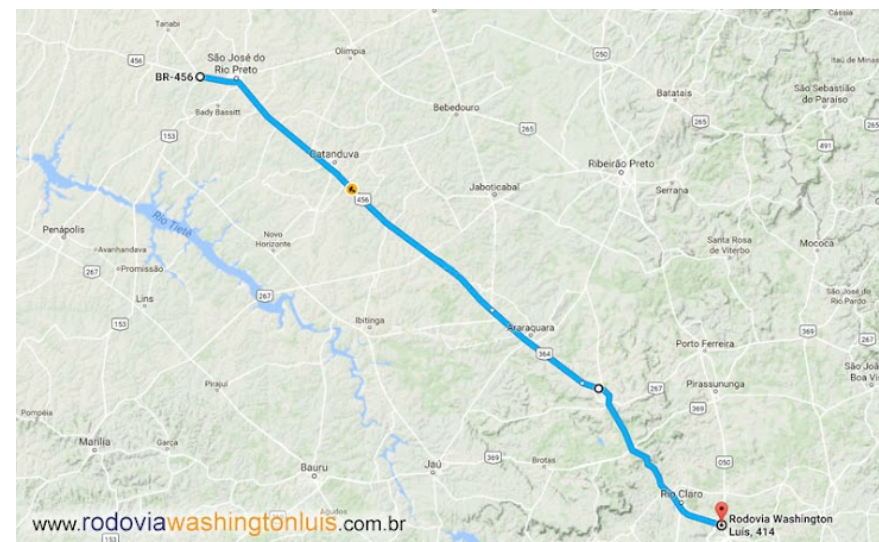 Tanabi
Cássia
456
São José do
Rio Preto
Olímpia
050
Itaú de Minas
BR-456
Batatais
São Sebastião
do Paraíso
Bady Bassitt
Bebedouro
153
265
265
491
Catanduva
Ribeirão Preto
Jaboticabal
Serrana
456
Rio Tietê
Penápolis
Novo
Horizonte
Santa Rosa
de Viterbo
Mococa
Avanhandava
267
Promissão
Lins
267
São José do
Rio Pardo
153
Ibitinga
Araraquara
369
364
Porto Ferreira
São Joã
Boa Vi
Pirajuí
267
Pirassununga
369
Pompéia
Marília
Garça
369
Brotas
050
Bauru
Jaú
Rio Claro
Agudos
www.rodoviawashingtonluis.com.br
Rodovia Washington
Luís, 414